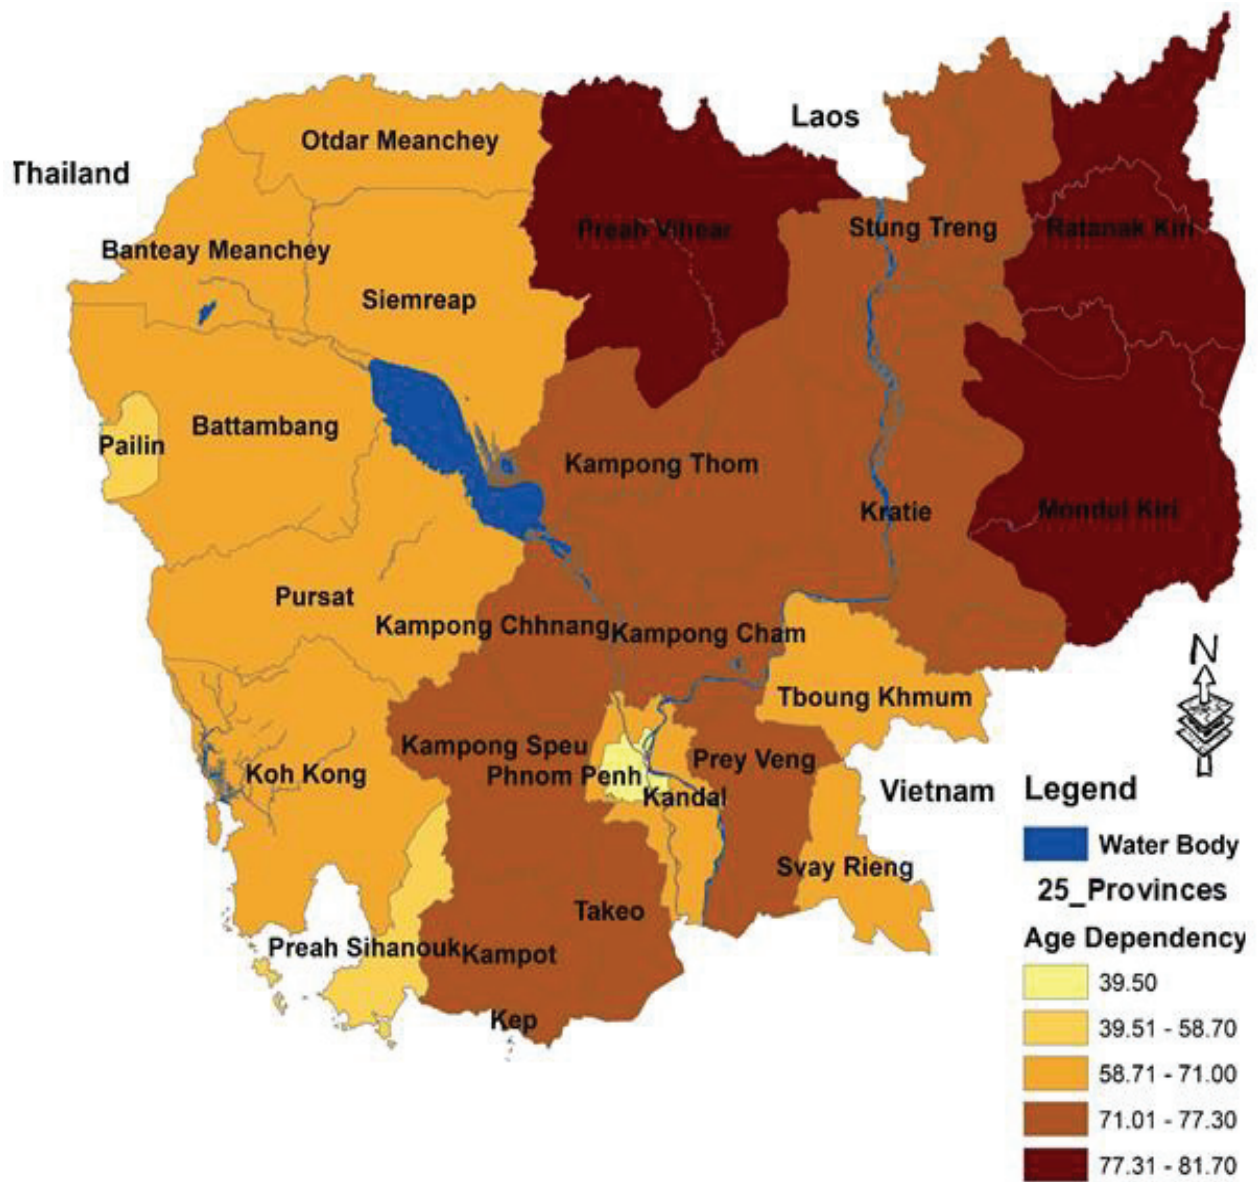 Laos
Otdar Meanchey
Thailand
Preah Vihear
Stung Treng
Ratanak Kiri
Banteay Meanchey
Siemreap
Battambang
Pailin
Kampong Thom
Kratie
Mondul Kiri
Pursat
Kampong Chhnang
Kampong Cham
N
Tboung Khmum
Kampong Speu
Prey Veng
Koh Kong
Phnom Penh
Kandal
Vietnam
Svay Rieng
Takeo
Preah Sihanouk
Kampot
Kep
Legend
Water Body
25_Provinces
Age Dependency
39.50
39.51 - 58.70
58.71 - 71.00
71.01 - 77.30
77.31 - 81.70